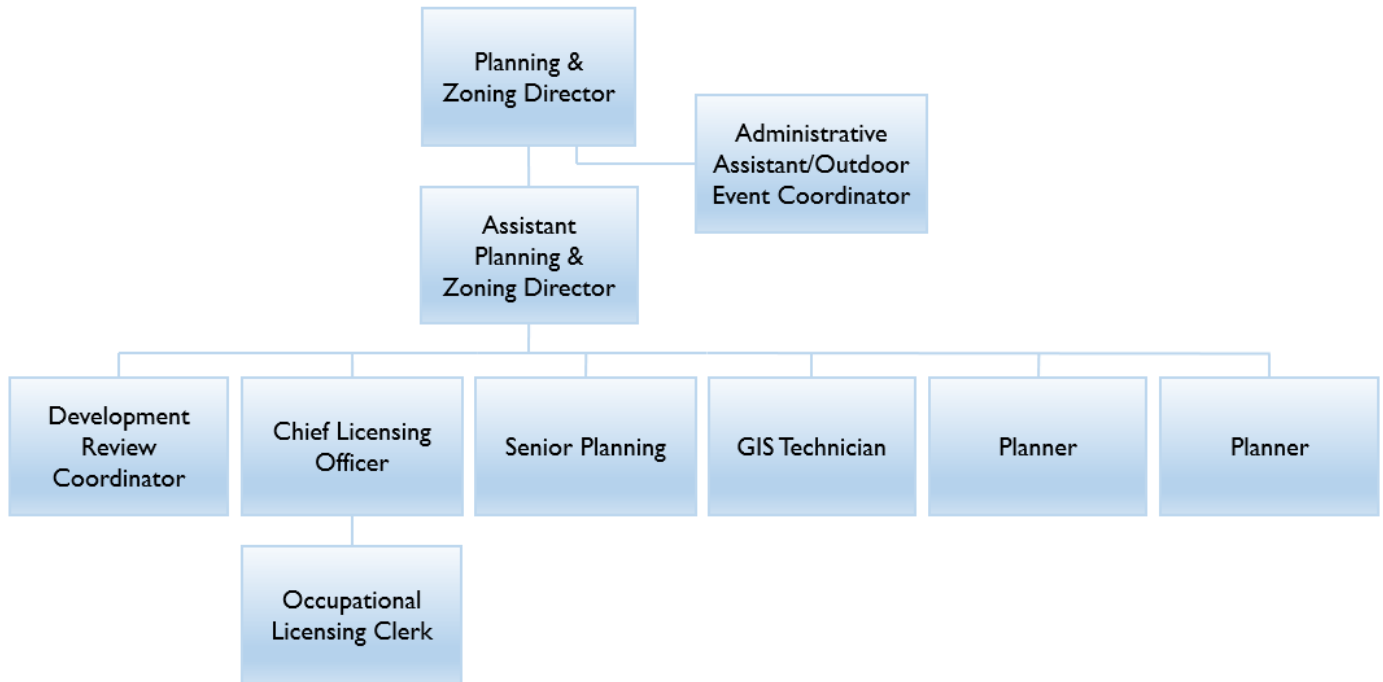 Planning &
Zoning Director
Administrative
Assistant/Outdoor
Event Coordinator
Assistant
Planning &
Zoning Director
Development
Review
Coordinator
Chief Licensing
Officer
Senior Planning
GIS Technician
Planner
Planner
Occupational
Licensing Clerk